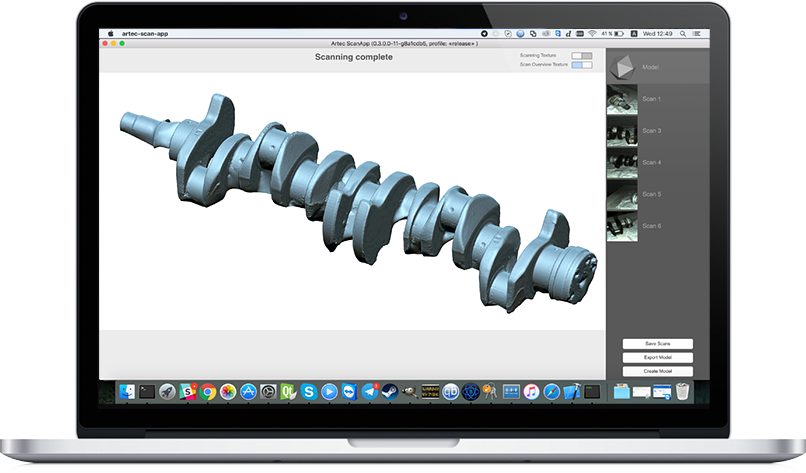 artec-scan-app
41 %
Wed 12:49
Artec ScanApp (0.3.0.0-11-g8a1cdb6, profile: «release» )
Scanning complete
Scanning Texture
Scan Overview Texture
Model
Scan 1
Scan 3
Scan 4
Scan 5
Scan 6
Save Scans
Export Model
Create Model